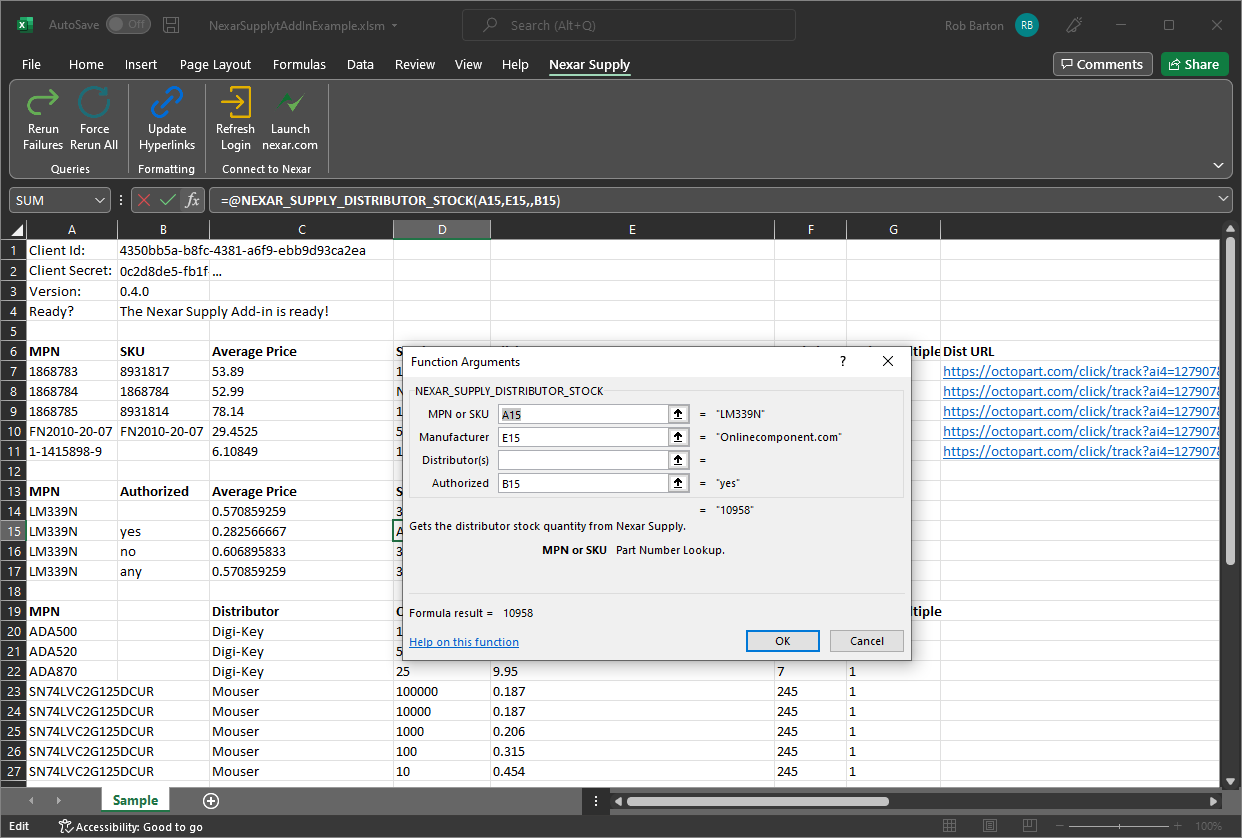 AutoSave Off NexarSupplytAddInExample.xlsm Search (Alt+Q) Rob Barton RB
File Home Insert Page Layout Formulas Data Review View Help Nexar Supply Comments Share
Rerun Failures Force Rerun All Update Hyperlinks Refresh Login Launch nexar.com
Queries Formatting Connect to Nexar
SUM fx =@NEXAR_SUPPLY_DISTRIBUTOR_STOCK(A15,E15,,B15)
A B C D E F G
1 Client Id: 4350bb5a-b8fc-4381-a6f9-ebb9d93ca2ea
2 Client Secret: 0c2d8de5-fb1f ...
3 Version: 0.4.0
4 Ready? The Nexar Supply Add-in is ready!
5
6 MPN SKU Average Price Dist URL
7 1868783 8931817 53.89 1 https://octopart.com/click/track?ai4=127907
8 1868784 1868784 52.99 N https://octopart.com/click/track?ai4=127907
9 1868785 8931814 78.14 1 https://octopart.com/click/track?ai4=127907
10 FN2010-20-07 FN2010-20-07 29.4525 5 https://octopart.com/click/track?ai4=127907
11 1-1415898-9 6.10849 1 https://octopart.com/click/track?ai4=127907
12
13 MPN Authorized Average Price S
14 LM339N 0.570859259 3
15 LM339N yes 0.282566667 A
16 LM339N no 0.606895833 3
17 LM339N any 0.570859259 3
18
19 MPN Distributor
20 ADA500 Digi-Key 1
21 ADA520 Digi-Key 5
22 ADA870 Digi-Key 25 9.95 7 1
23 SN74LVC2G125DCUR Mouser 100000 0.187 245 1
24 SN74LVC2G125DCUR Mouser 10000 0.187 245 1
25 SN74LVC2G125DCUR Mouser 1000 0.206 245 1
26 SN74LVC2G125DCUR Mouser 100 0.315 245 1
27 SN74LVC2G125DCUR Mouser 10 0.454 245 1
Function Arguments ?
NEXAR_SUPPLY_DISTRIBUTOR_STOCK
MPN or SKU A15 = "LM339N"
Manufacturer E15 = "Onlinecomponent.com"
Distributor(s) =
Authorized B15 = "yes"
= "10958"
Gets the distributor stock quantity from Nexar Supply.
MPN or SKU Part Number Lookup.
Formula result = 10958
Help on this function OK Cancel
Sample
Edit Accessibility: Good to go 100%